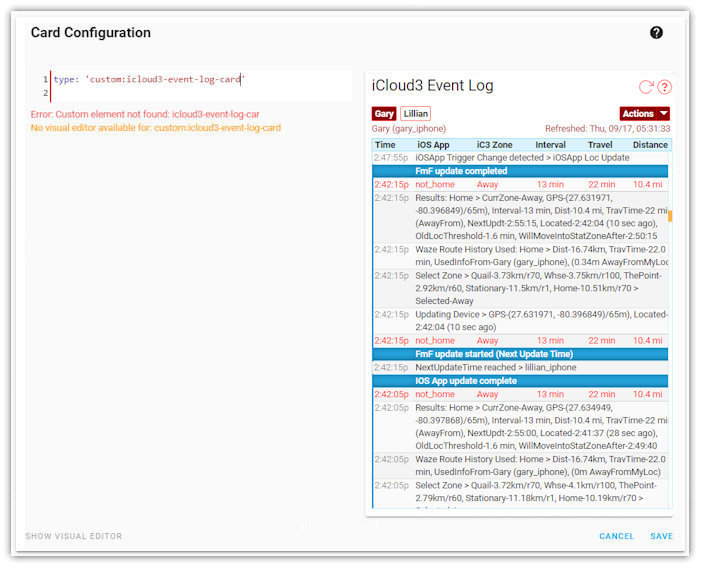 Card Configuration
1 type: 'custom:icloud3-event-log-card'
2
Error: Custom element not found: icloud3-event-log-car
No visual editor available for: custom:icloud3-event-log-card
iCloud3 Event Log
Gary Lillian Actions
Gary (gary_iphone) Refreshed: Thu, 09/17, 05:31:33
Time iOS App iC3 Zone Interval Travel Distance
2:47:55p iOSApp Trigger Change detected > iOSApp Loc Update
FmF update completed
2:42:15p not_home Away 13 min 22 min 10.4 mi
2:42:15p Results: Home > CurrZone-Away, GPS-(27.631971,
-80.396849)/65m), Interval-13 min, Dist-10.4 mi, TravTime-22 mi
(AwayFrom), NextUpdt-2:55:15, Located-2:42:04 (10 sec ago),
OldLocThreshold-1.6 min, WillMoveIntoStatZoneAfter-2:50:15
2:42:15p Waze Route History Used: Home > Dist-16.74km, TravTime-22.0
min, UsedInfoFrom-Gary (gary_iphone), (0.34m AwayFromMyLoc
2:42:15p Select Zone > Quail-3.73km/r70, Whse-3.75km/r100, ThePoint-
2.92km/r60, Stationary-11.5km/r1, Home-10.51km/r70 >
Selected-Away
2:42:15p Updating Device > GPS-(27.631971, -80.396849)/65m), Located-
2:42:04 (10 sec ago)
2:42:15p not_home Away 13 min 22 min 10.4 mi
FmF update started (Next Update Time)
2:42:15p NextUpdateTime reached > lillian_iphone
IOS App update complete
2:42:05p not_home Away 13 min 22 min 10.4 mi
2:42:05p Results: Home > CurrZone-Away, GPS-(27.634949,
-80.397868)/65m), Interval-13 min, Dist-10.4 mi, TravTime-22 mi
(AwayFrom), NextUpdt-2:55:00, Located-2:41:37 (28 sec ago),
OldLocThreshold-1.6 min, WillMoveIntoStatZoneAfter-2:49:40
2:42:05p Waze Route History Used: Home > Dist-16.74km, TravTime-22.0
min, UsedInfoFrom-Gary (gary_iphone), (0m AwayFromMyLoc)
2:42:05p Select Zone > Quail-3.72km/r70, Whse-4.1km/r100, ThePoint-
2.79km/r60, Stationary-11.18km/r1, Home-10.19km/r70 >
SHOW VISUAL EDITOR CANCEL SAVE